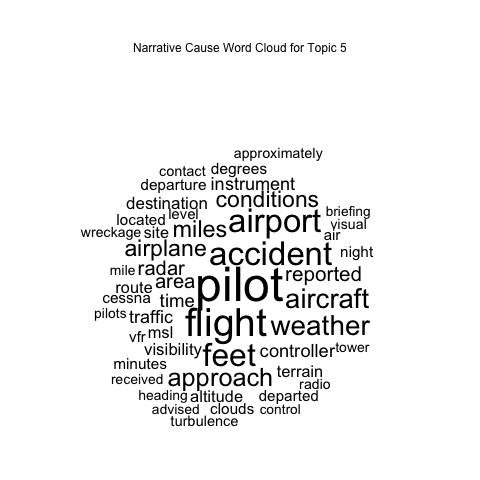 Narrative Cause Word Cloud for Topic 5
approximately
contact degrees
departure instrument
destination conditions
located level miles airport briefing
visual
wreckage site air
airplane accident night
mile radar pilot reported
route area aircraft
cessna time
pilots traffic flight weather
vfr msl
visibility feet controller tower
minutes approach terrain
received radio
heading altitude departed
advised clouds control
turbulence